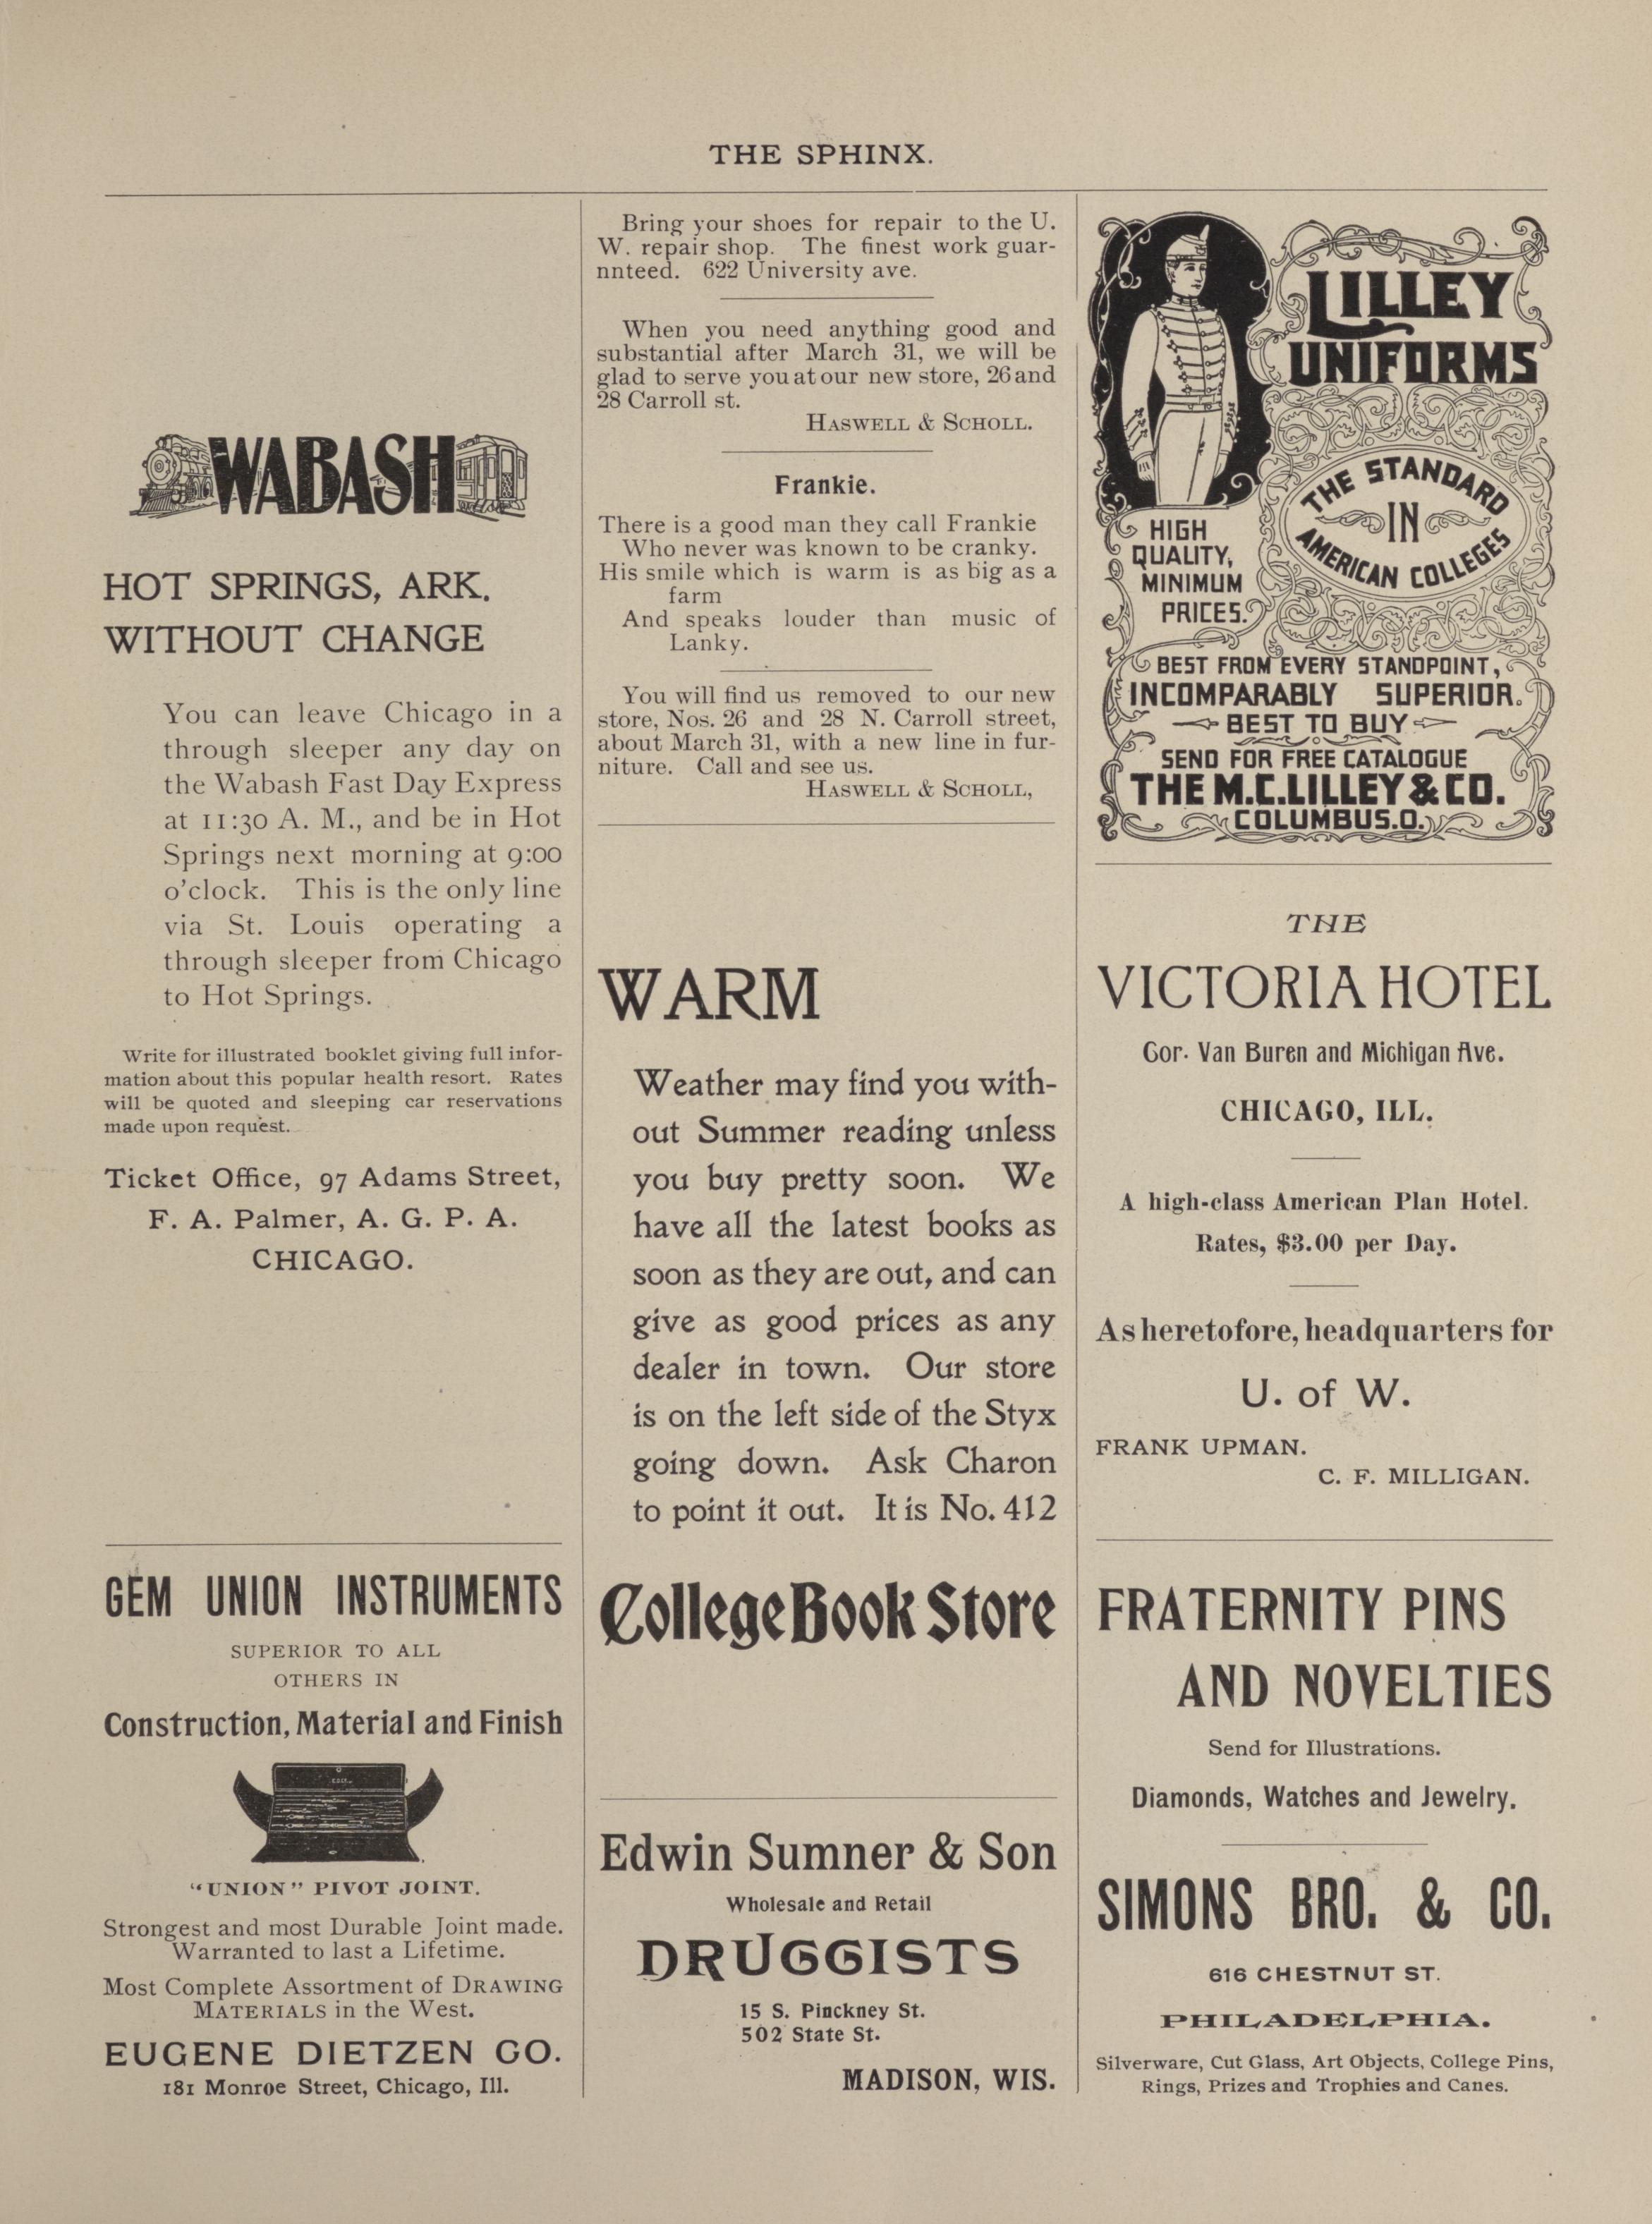 THE SPHINX.
WABASH
HOT SPRINGS, ARK.
WITHOUT CHANGE
You can leave Chicago in a
through sleeper any day on
the Wabash Fast Day Express
at 11:30 A. M., and be in Hot
Springs next morning at 9:00
o'clock. This is the only line
via St. Louis operating a
through sleeper from Chicago
to Hot Springs.
Write for illustrated booklet giving full infor-
mation about this popular health resort. Rates
will be quoted and sleeping car reservations
made upon request.
Ticket Office, 97 Adams Street,
F. A. Palmer, A. G. P. A.
CHICAGO.
GEM UNION INSTRUMENTS
SUPERIOR TO ALL
OTHERS IN
Construction, Material and Finish
"UNION" PIVOT JOINT.
Strongest and most Durable Joint made.
Warranted to last a Lifetime.
Most Complete Assortment of DRAWING
MATERIALS in the West.
EUGENE DIETZEN CO.
181 Monroe Street, Chicago, Ill.
Bring your shoes for repair to the U.
W. repair shop. The finest work guar-
nnteed. 622 University ave.
When you need anything good and
substantial after March 31, we will be
glad to serve you at our new store, 26 and
28 Carroll st.
HASWELL & SCHOLL.
Frankie.
There is a good man they call Frankie
Who never was known to be cranky.
His smile which is warm is as big as a
farm
And speaks louder than music of
Lanky.
You will find us removed to our new
store, Nos. 26 and 28 N. Carroll street,
about March 31, with a new line in fur-
niture. Call and see us.
HASWELL & SCHOLL,
WARM
Weather may find you with-
out Summer reading unless
you buy pretty soon. We
have all the latest books as
soon as they are out, and can
give as good prices as any
dealer in town. Our store
is on the left side of the Styx
going down. Ask Charon
to point it out. It is No. 412
College Book Store
Edwin Sumner & Son
Wholesale and Retail
DRUGGISTS
15 S. Pinckney St.
502 State St.
MADISON, WIS.
LILLEY
UNIFORMS
THE STANDARD
IN
AMERICAN COLLEGES
HIGH
QUALITY,
MINIMUM
PRICES.
BEST FROM EVERY STANDPOINT,
INCOMPARABLY SUPERIOR.
BEST TO BUY
SEND FOR FREE CATALOGUE
THE M.C. LILLEY & CO.
COLUMBUS.O.
THE
VICTORIA HOTEL
Cor. Van Buren and Michigan Ave.
CHICAGO, ILL.
A high-class American Plan Hotel.
Rates, $3.00 per Day.
As heretofore, headquarters for
U. of W.
FRANK UPMAN.
C. F. MILLIGAN.
FRATERNITY PINS
AND NOVELTIES
Send for Illustrations.
Diamonds, Watches and Jewelry.
SIMONS BRO. & CO.
616 CHESTNUT ST.
PHILADELPHIA.
Silverware, Cut Glass, Art Objects, College Pins,
Rings, Prizes and Trophies and Canes.